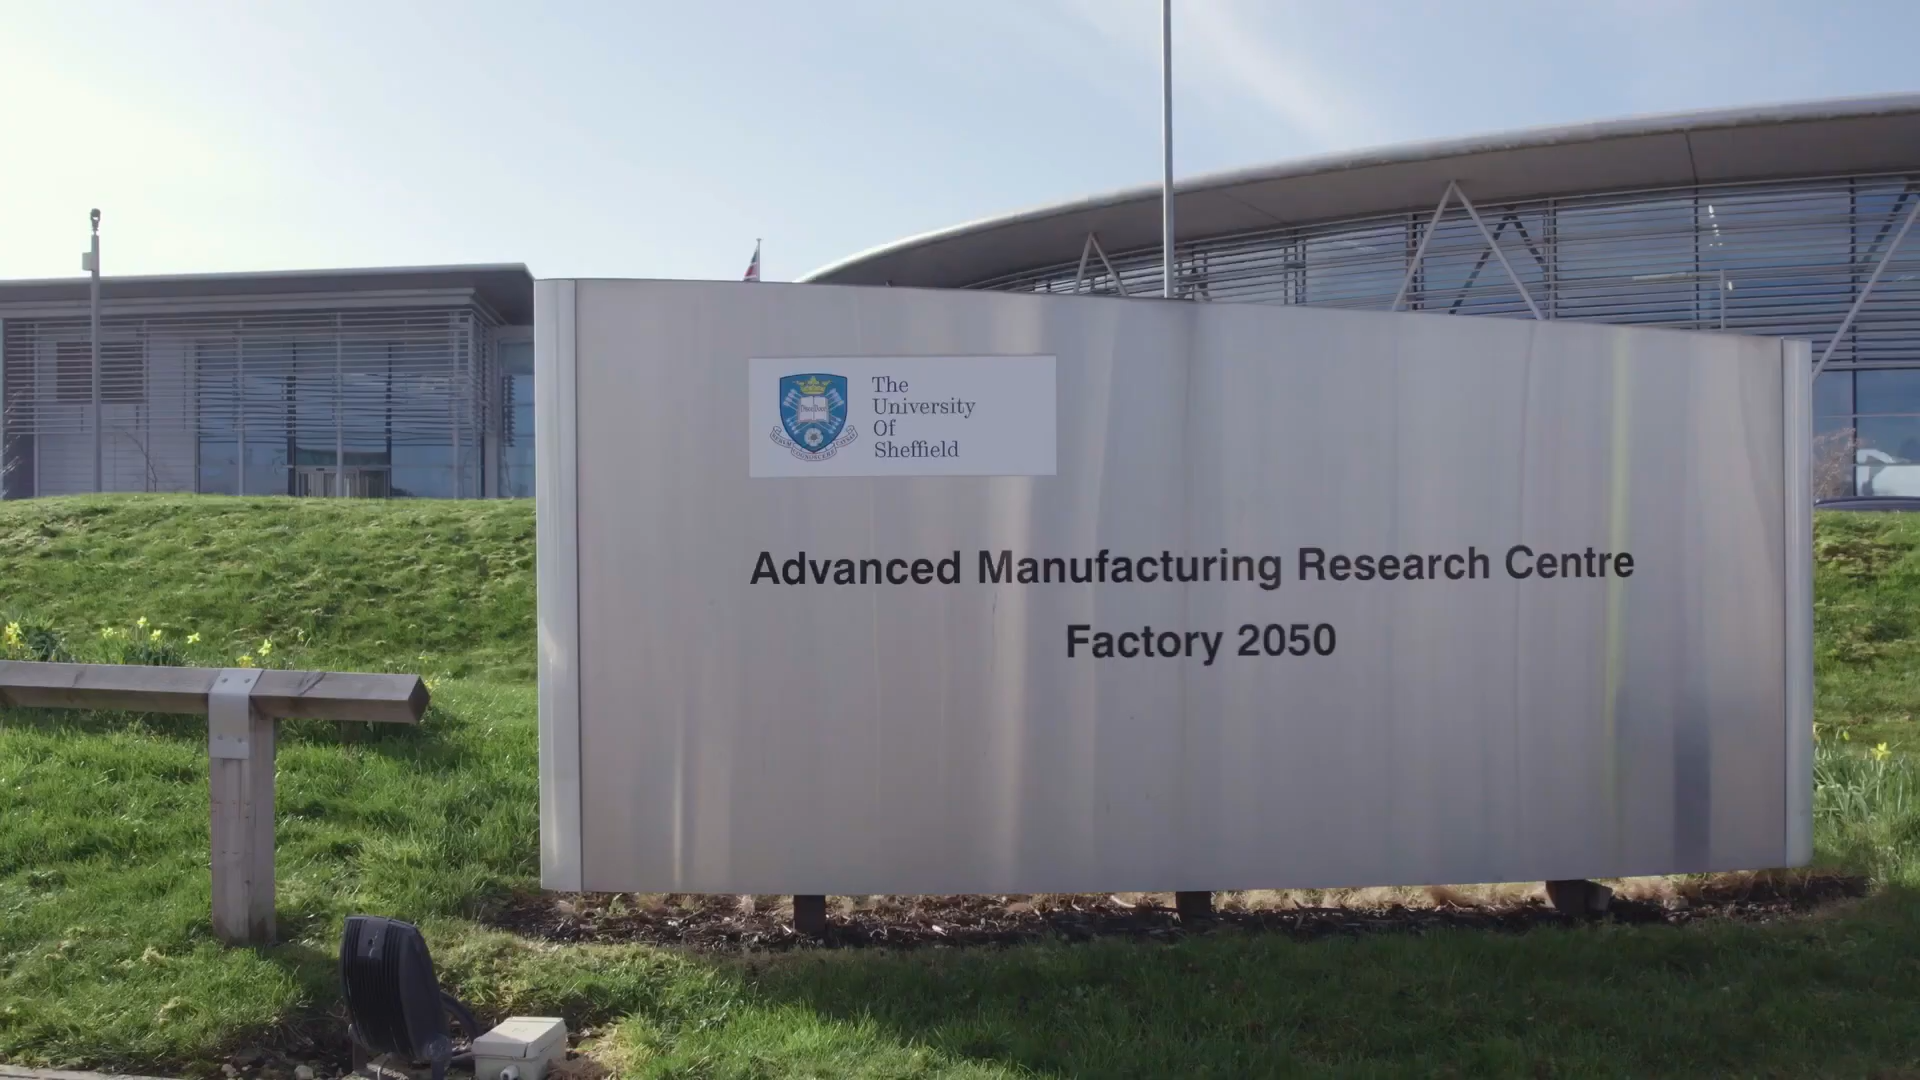 The
University
Of
Sheffield
Advanced Manufacturing Research Centre
Factory 2050